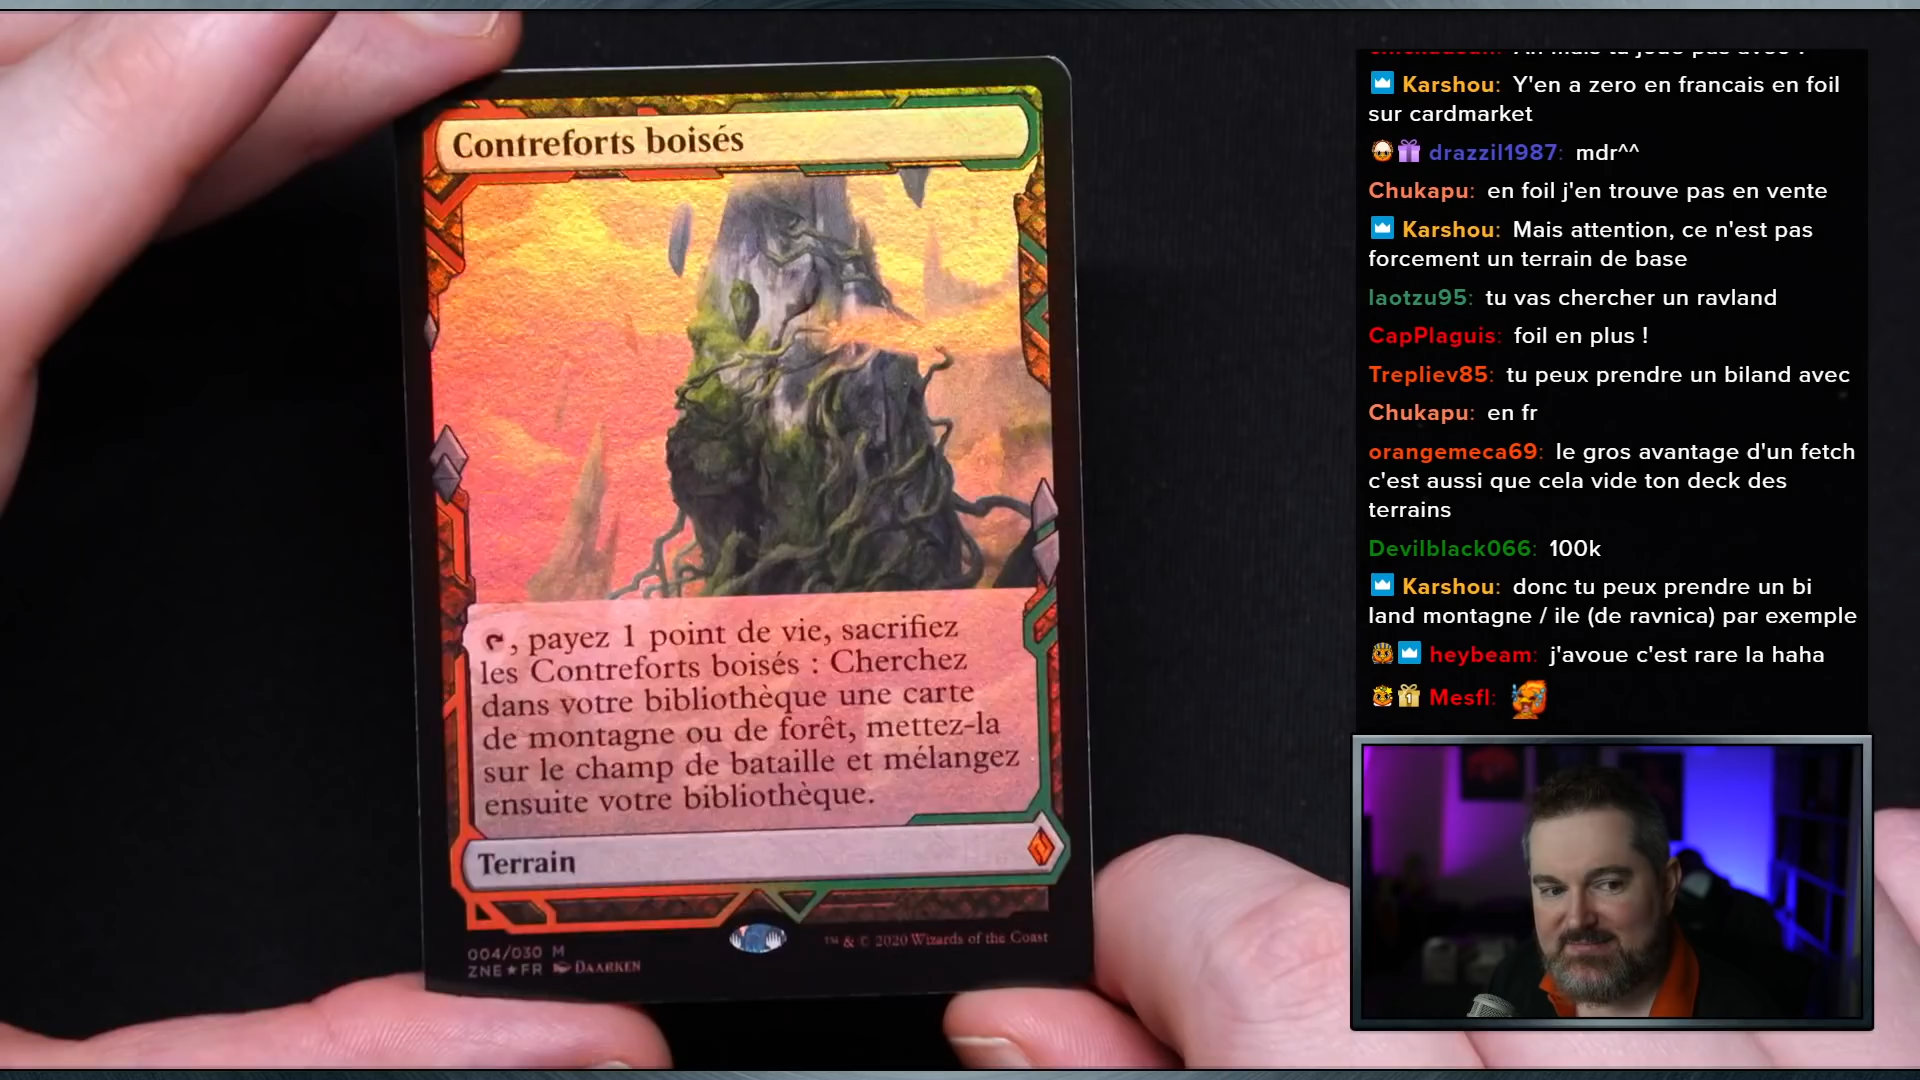 Contreforts boisés
, payez 1 point de vie, sacrifiez
les Contreforts boisés : Cherchez
dans votre bibliothèque une carte
de montagne ou de forêt, mettez-la
sur le champ de bataille et mélangez
ensuite votre bibliothèque.
Terrain
004/030 M
ZNE★FR DAARKEN
™ & © 2020 Wizards of the Coast
Karshou: Y'en a zero en francais en foil
sur cardmarket
drazzil1987: mdr^^
Chukapu: en foil j'en trouve pas en vente
Karshou: Mais attention, ce n'est pas
forcement un terrain de base
laotzu95: tu vas chercher un ravland
CapPlaguis: foil en plus !
Trepliev85: tu peux prendre un biland avec
Chukapu: en fr
orangemeca69: le gros avantage d'un fetch
c'est aussi que cela vide ton deck des
terrains
Devilblack066: 100k
Karshou: donc tu peux prendre un bi
land montagne / ile (de ravnica) par exemple
heybeam: j'avoue c'est rare la haha
Mesfl: